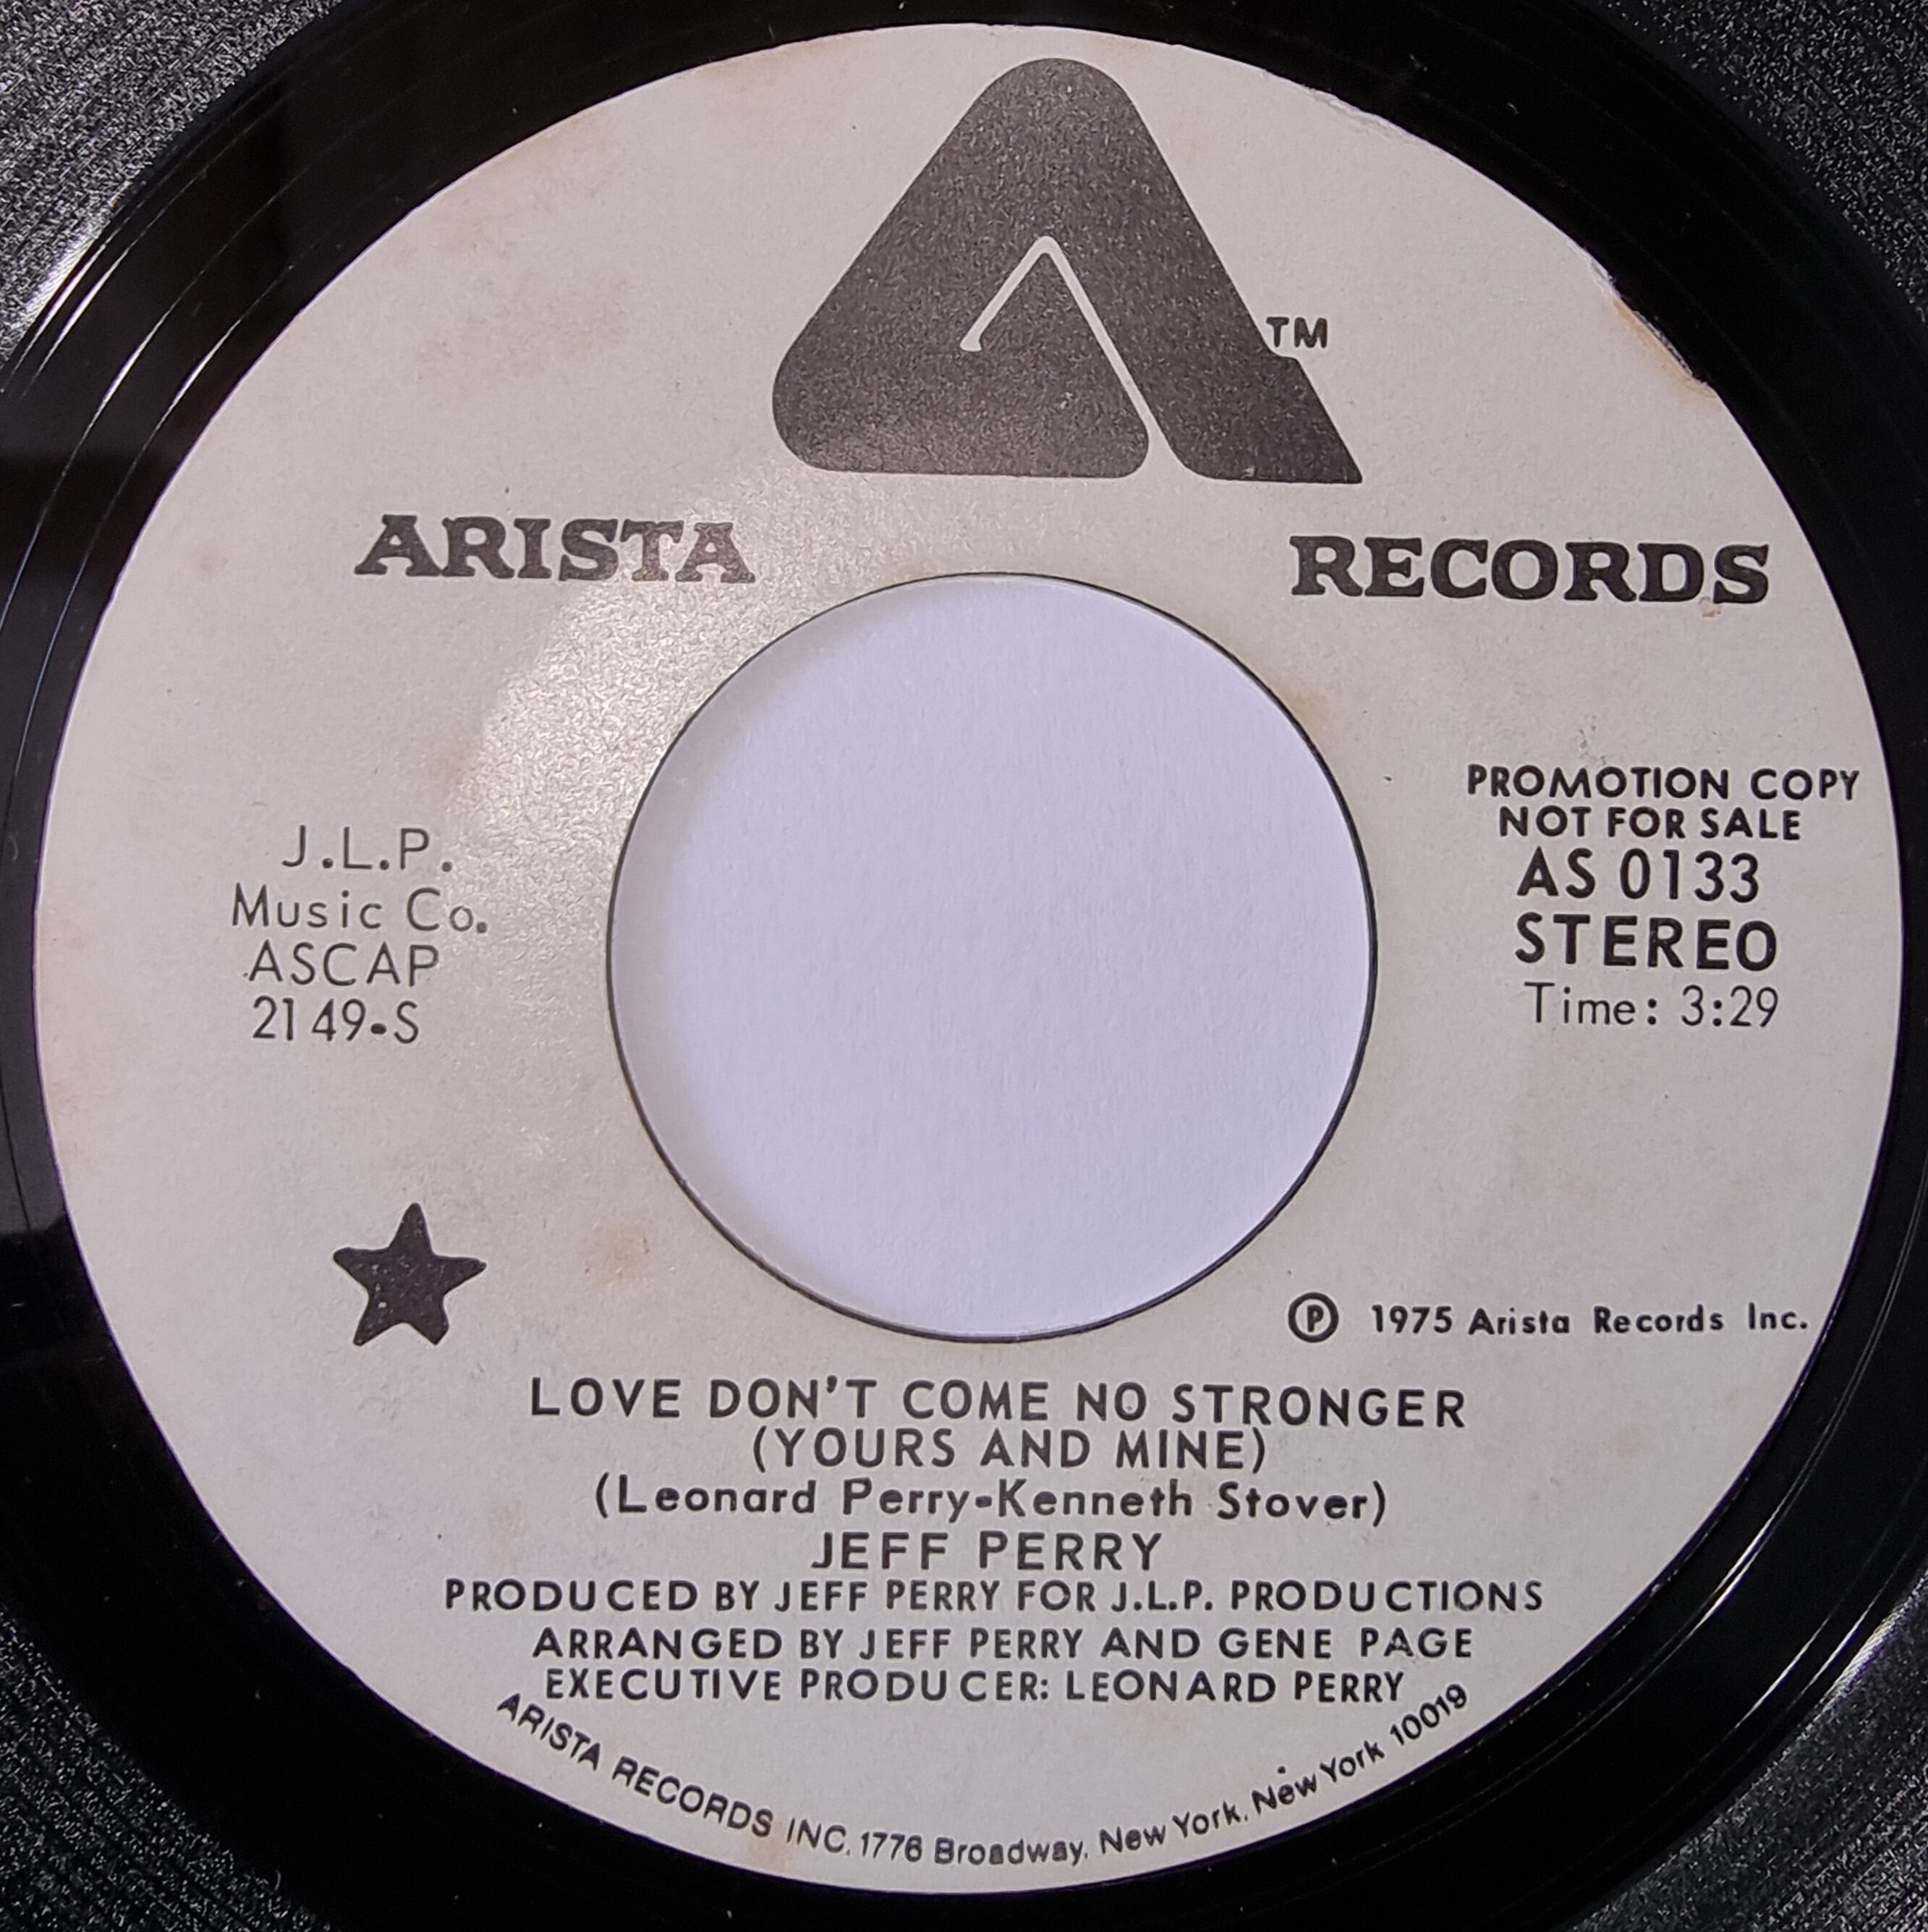 TM
ARISTA RECORDS
PROMOTION COPY
NOT FOR SALE
AS 0133
STEREO
Time: 3:29
J.L.P.
Music Co.
ASCAP
2149-S
Ⓟ 1975 Arista Records Inc.
LOVE DON'T COME NO STRONGER
(YOURS AND MINE)
(Leonard Perry-Kenneth Stover)
JEFF PERRY
PRODUCED BY JEFF PERRY FOR J.L.P. PRODUCTIONS
ARRANGED BY JEFF PERRY AND GENE PAGE
EXECUTIVE PRODUCER: LEONARD PERRY
ARISTA RECORDS INC. 1776 Broadway, New York, New York 10019